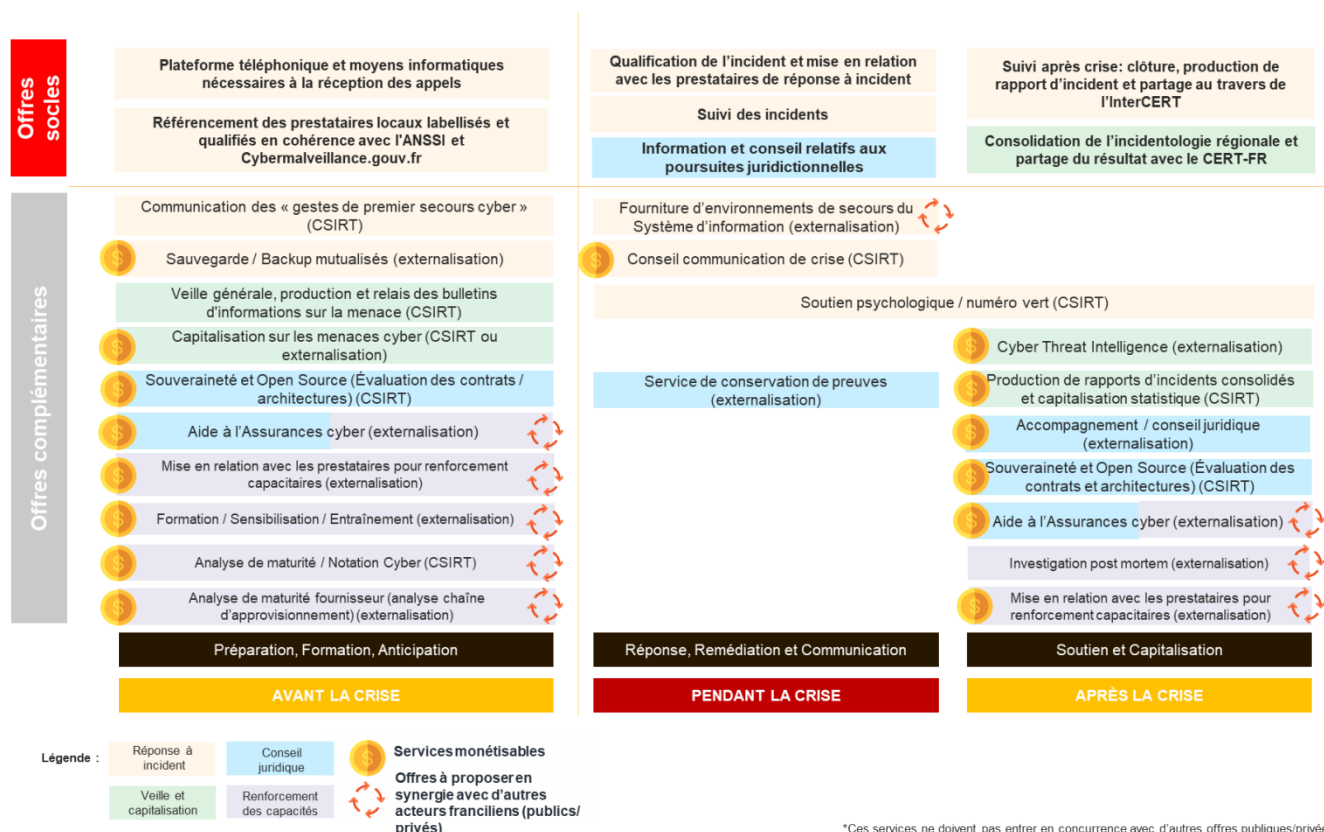 Offres
socles
Plateforme téléphonique et moyens informatiques
nécessaires à la réception des appels
Référencement des prestataires locaux labellisés et
qualifiés en cohérence avec l'ANSSI et
Cybermalveillance.gouv.fr
Qualification de l'incident et mise en relation
avec les prestataires de réponse à incident
Suivi des incidents
Information et conseil relatifs aux
poursuites juridictionnelles
Suivi après crise: clôture, production de
rapport d'incident et partage au travers de
l'InterCERT
Consolidation de l'incidentologie régionale et
partage du résultat avec le CERT-FR
Offres complémentaires
Communication des « gestes de premier secours cyber »
(CSIRT)
$ Sauvegarde / Backup mutualisés (externalisation)
Veille générale, production et relais des bulletins
d'informations sur la menace (CSIRT)
$ Capitalisation sur les menaces cyber (CSIRT ou
externalisation)
$ Souveraineté et Open Source (Évaluation des contrats /
architectures) (CSIRT)
$ Aide à l'Assurances cyber (externalisation)
$ Mise en relation avec les prestataires pour renforcement
capacitaires (externalisation)
$ Formation / Sensibilisation / Entraînement (externalisation)
$ Analyse de maturité / Notation Cyber (CSIRT)
$ Analyse de maturité fournisseur (analyse chaîne
d'approvisionnement) (externalisation)
Fourniture d'environnements de secours du
Système d'information (externalisation)
$ Conseil communication de crise (CSIRT)
Soutien psychologique / numéro vert (CSIRT)
Service de conservation de preuves
(externalisation)
$ Cyber Threat Intelligence (externalisation)
$ Production de rapports d'incidents consolidés
et capitalisation statistique (CSIRT)
$ Accompagnement / conseil juridique
(externalisation)
$ Souveraineté et Open Source (Évaluation des
contrats et architectures) (CSIRT)
$ Aide à l'Assurances cyber (externalisation)
Investigation post mortem (externalisation)
$ Mise en relation avec les prestataires pour
renforcement capacitaires (externalisation)
Préparation, Formation, Anticipation
Réponse, Remédiation et Communication
Soutien et Capitalisation
AVANT LA CRISE
PENDANT LA CRISE
APRÈS LA CRISE
Légende :
Réponse à
incident
Conseil
juridique
Veille et
capitalisation
Renforcement
des capacités
$ Services monétisables
Offres à proposer en
synergie avec d'autres
acteurs franciliens (publics/
privés)
*Ces services ne doivent pas entrer en concurrence avec d'autres offres publiques/privé